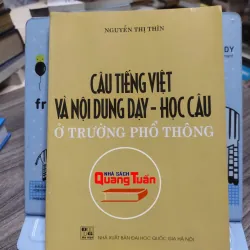 NGUYỄN THỊ THÌN
CÂU TIẾNG VIỆT
VÀ NỘI DUNG DẠY - HỌC CÂU
Ở TRƯỜNG PHỔ THÔNG
NHÀ SÁCH
Quang Tuấn
NHÀ XUẤT BẢN ĐẠI HỌC QUỐC GIA HÀ NỘI